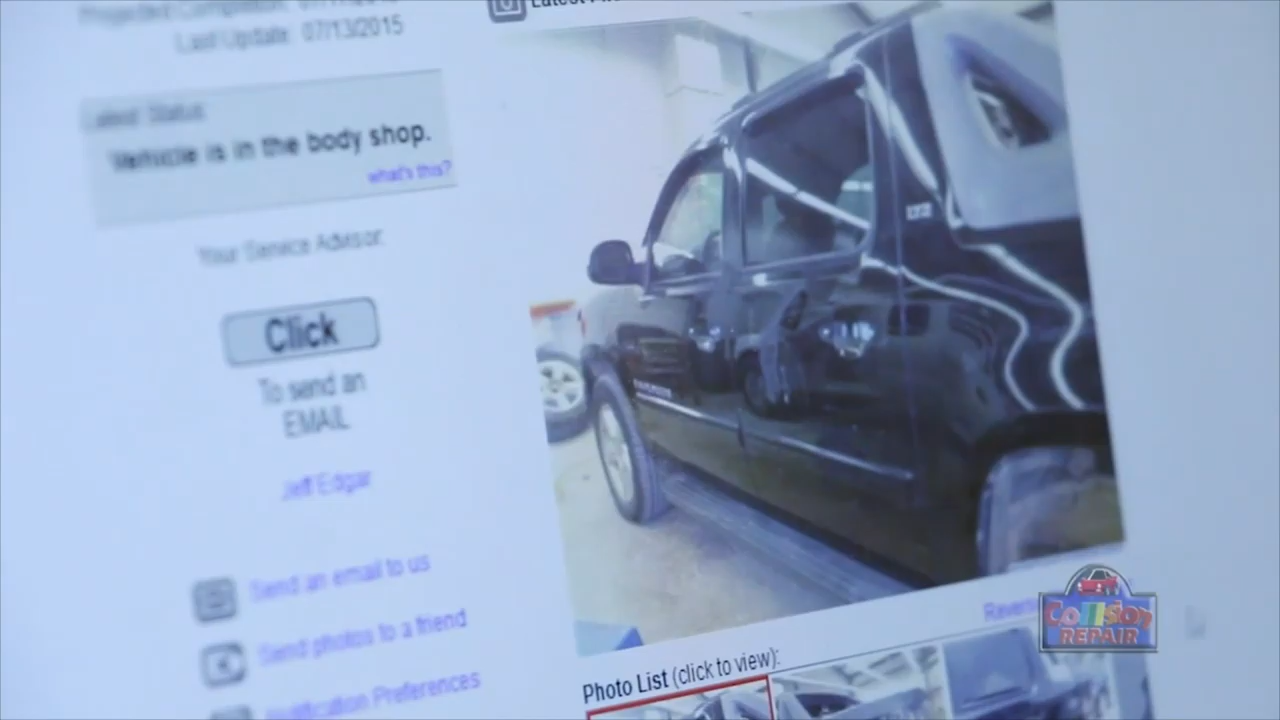 Last Update: 07/13/2015
Latest Status:
Vehicle is in the body shop.
what's this?
Your Service Advisor:
Click
To send an
EMAIL
Jeff Edgar
Send an email to us
Send photos to a friend
Notification Preferences
LTZ
Photo List (click to view):
Collision
REPAIR